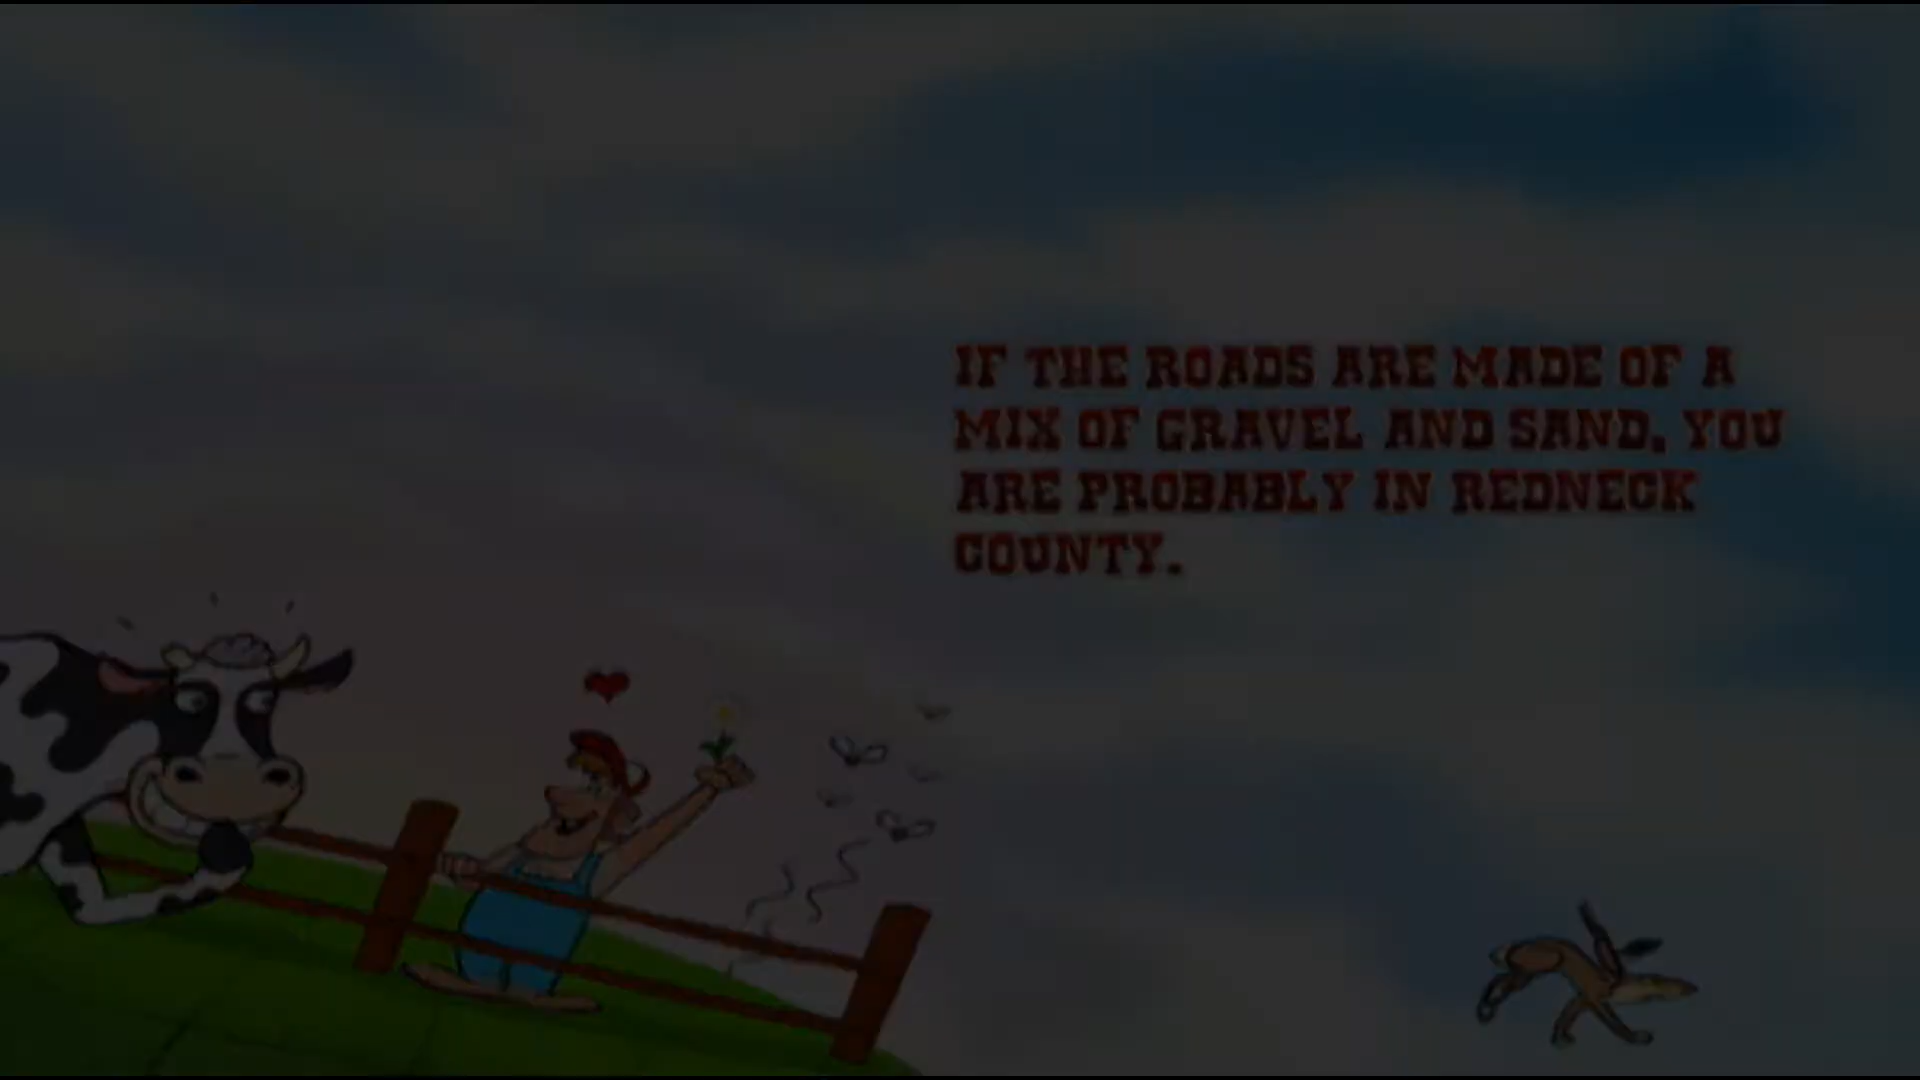 IF THE ROADS ARE MADE OF A
MIX OF GRAVEL AND SAND, YOU
ARE PROBABLY IN REDNECK
COUNTY.